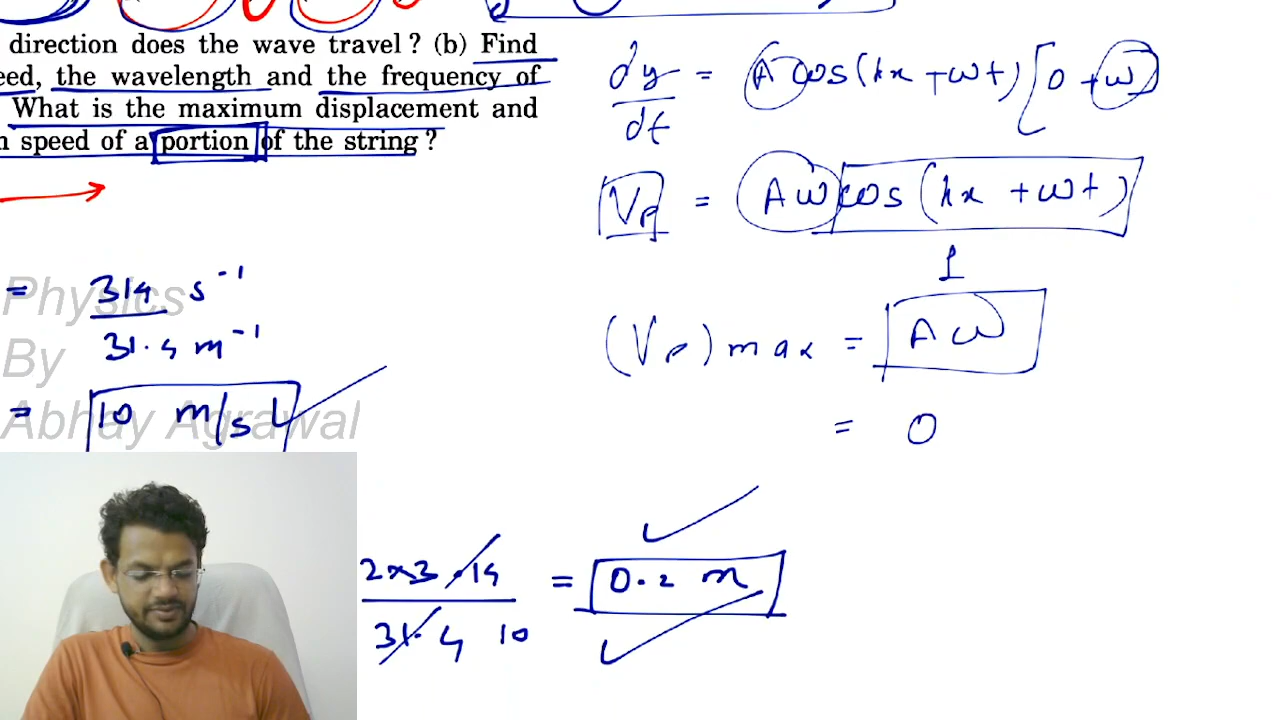 direction does the wave travel ? (b) Find
eed, the wavelength and the frequency of
What is the maximum displacement and
speed of a portion of the string ?
= 314 s⁻¹
31.4 m⁻¹
= 10 m/s
Physics
By
Abhay Agrawal
dy/dt = A cos(kx + ωt) [0 + ω]
Vₚ = Aω cos(kx + ωt)
1
(Vₚ)max = Aω
= 0
2×3.14
31.4 10
= 0.2 m